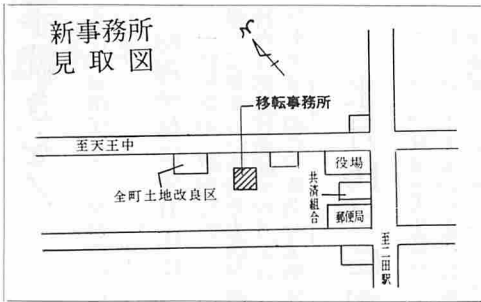 新事務所
見取図
移転事務所
至天王中
役場
全町土地改良区
共済組合
郵便局
至二田駅